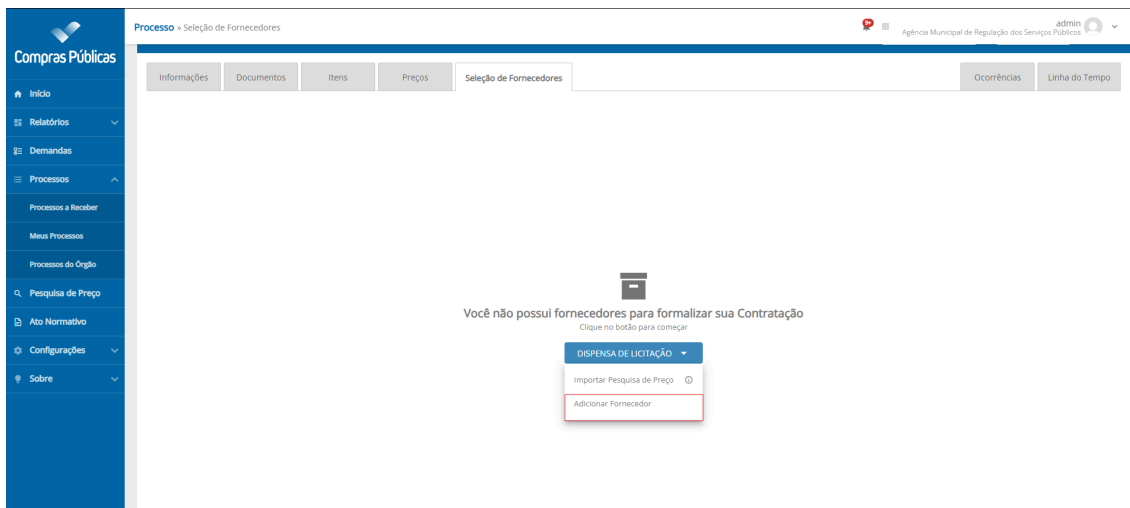 Compras Públicas
Início
Relatórios
Demandas
Processos
Processos a Receber
Meus Processos
Processos do Órgão
Pesquisa de Preço
Ato Normativo
Configurações
Sobre
Processo » Seleção de Fornecedores
9+
admin
Agência Municipal de Regulação dos Serviços Públicos
Informações
Documentos
Itens
Preços
Seleção de Fornecedores
Ocorrências
Linha do Tempo
Você não possui fornecedores para formalizar sua Contratação
Clique no botão para começar
DISPENSA DE LICITAÇÃO
Importar Pesquisa de Preço
Adicionar Fornecedor